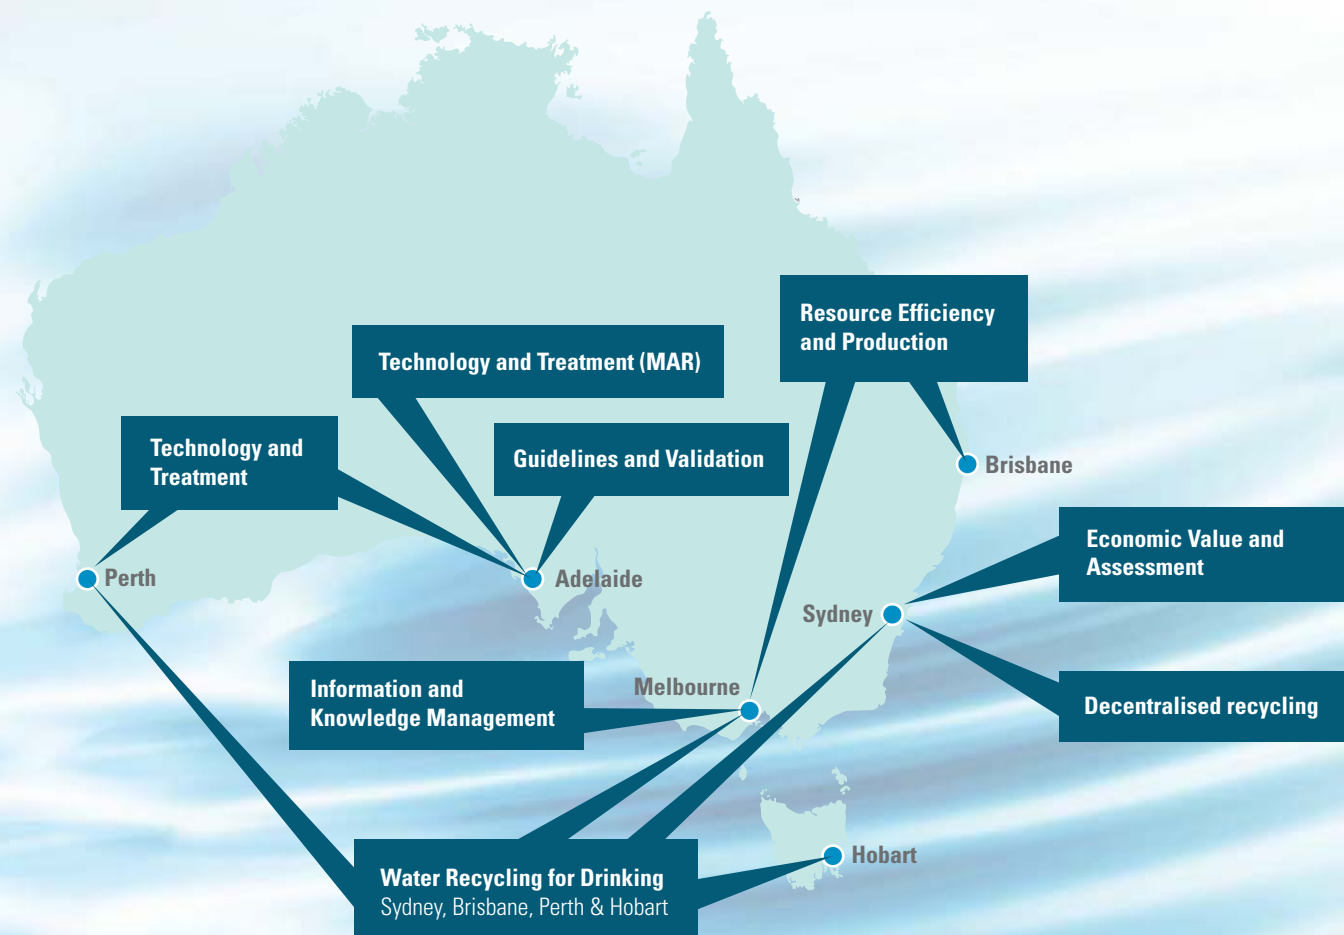 Resource Efficiency
and Production
Technology and Treatment (MAR)
Technology and
Treatment
Guidelines and Validation
Brisbane
Economic Value and
Assessment
Perth
Adelaide
Sydney
Information and
Knowledge Management
Melbourne
Decentralised recycling
Hobart
Water Recycling for Drinking
Sydney, Brisbane, Perth & Hobart